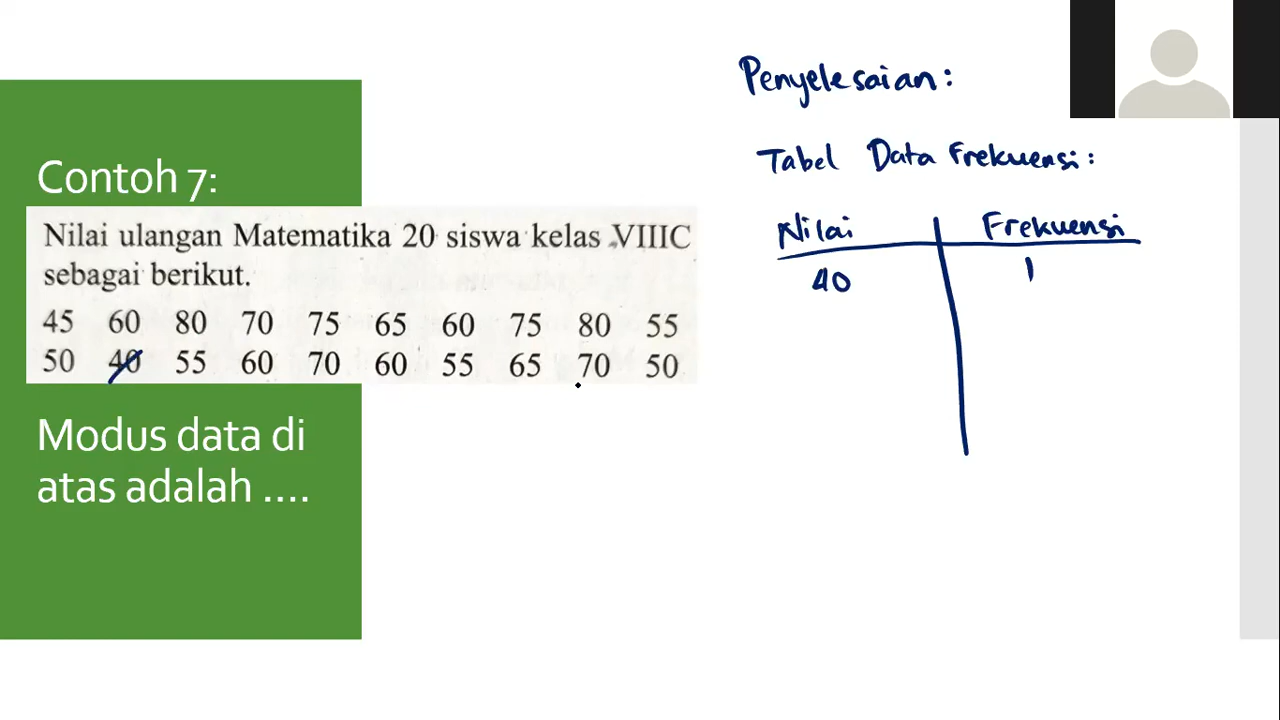 Contoh 7:
Nilai ulangan Matematika 20 siswa kelas VIIIC
sebagai berikut.
45 60 80 70 75 65 60 75 80 55
50 40 55 60 70 60 55 65 70 50
Modus data di
atas adalah ....
Penyelesaian:
Tabel Data Frekuensi:
Nilai Frekuensi
40 1